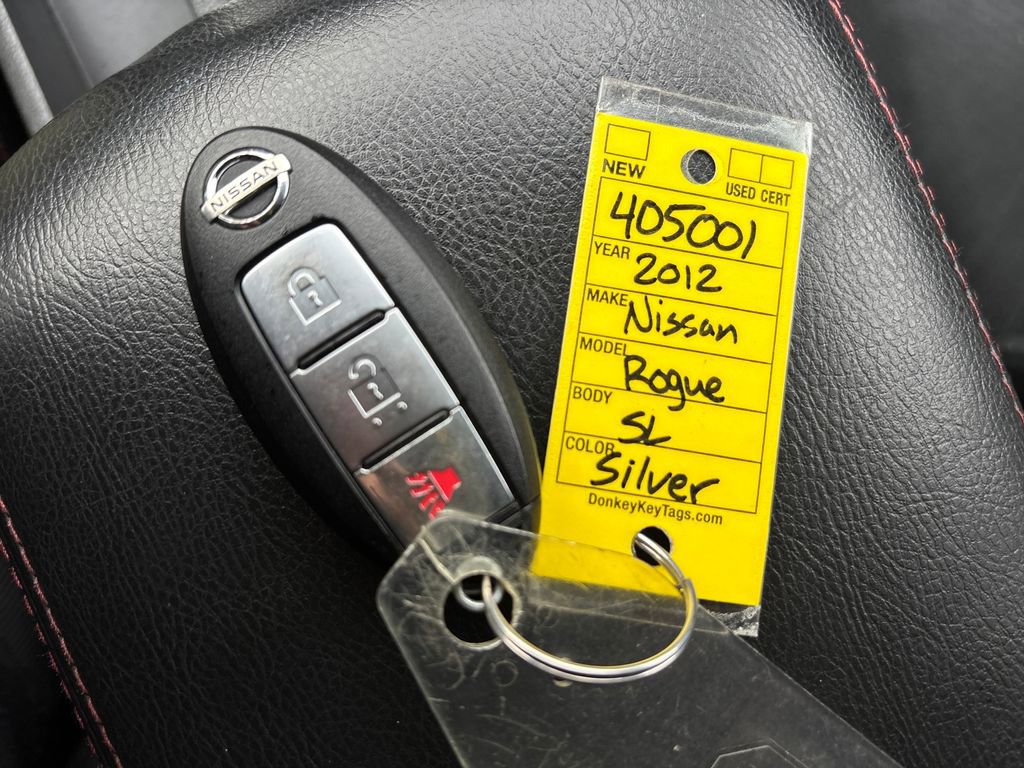 NISSAN
NEW
USED CERT
405001
YEAR 2012
MAKE Nissan
MODEL Rogue
BODY SL
COLOR Silver
DonkeyKeyTags.com